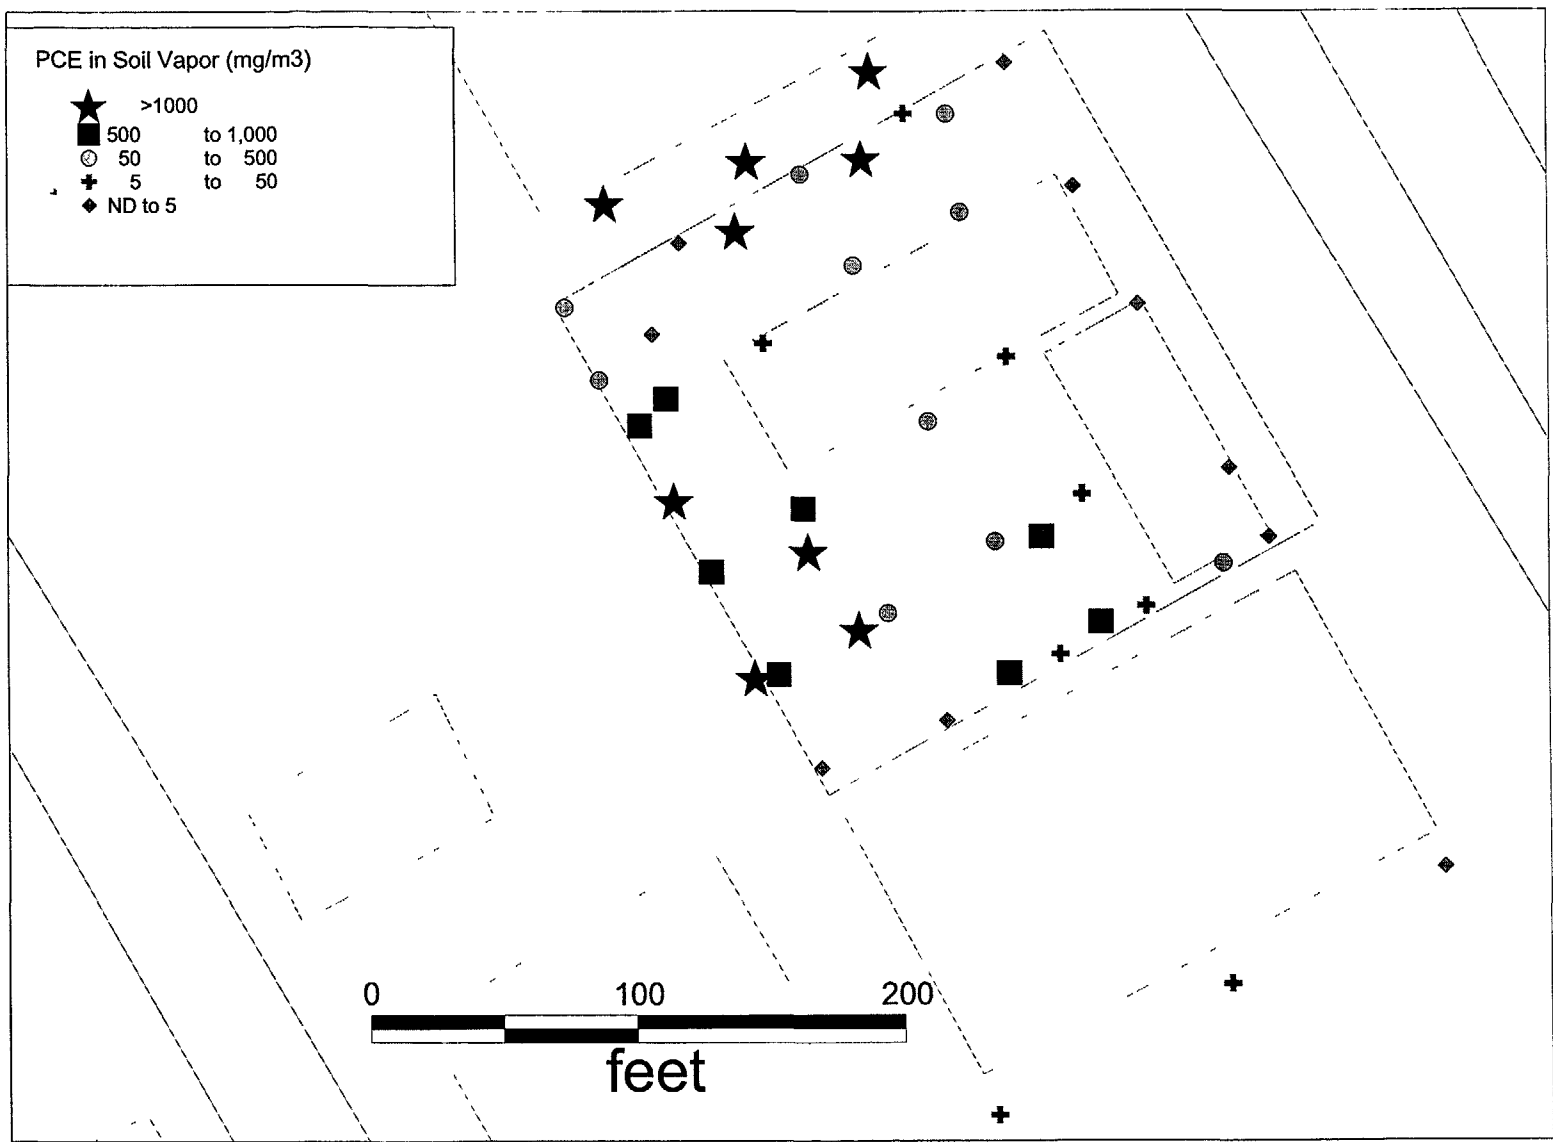 PCE in Soil Vapor (mg/m3)
>1000
500 to 1,000
50 to 500
5 to 50
ND to 5
0 100 200
feet